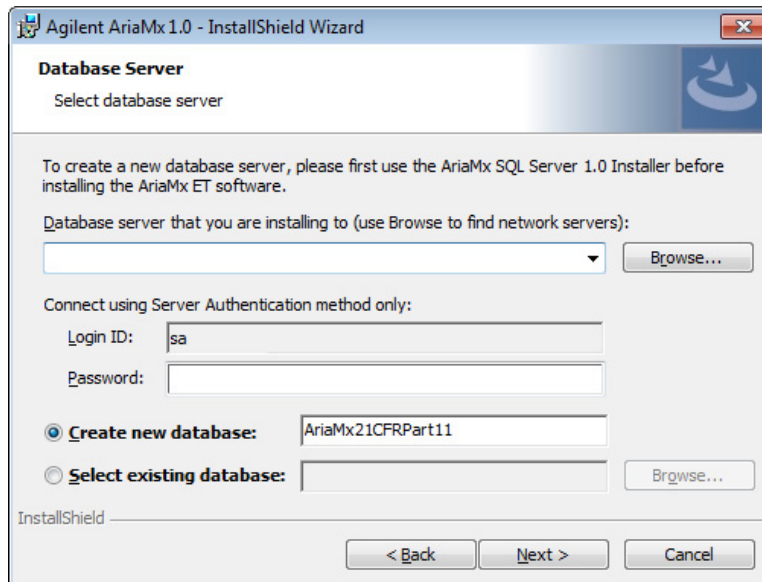 Agilent AriaMx 1.0 - InstallShield Wizard
Database Server
Select database server
To create a new database server, please first use the AriaMx SQL Server 1.0 Installer before
installing the AriaMx ET software.
Database server that you are installing to (use Browse to find network servers):
Browse...
Connect using Server Authentication method only:
Login ID: sa
Password:
Create new database: AriaMx21CFRPart11
Select existing database: Browse...
InstallShield
< Back Next > Cancel